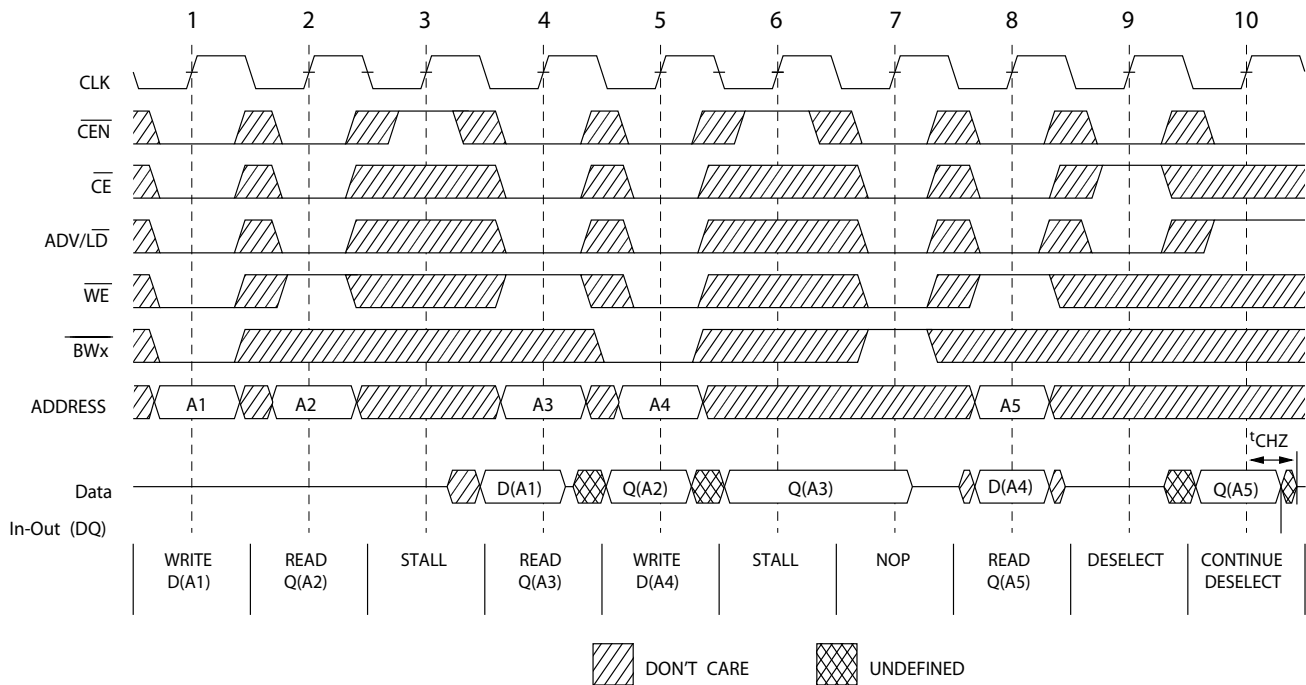 1 2 3 4 5 6 7 8 9 10
CLK
CEN
CE
ADV/LD
WE
BWx
ADDRESS A1 A2 A3 A4 A5
tCHZ
Data D(A1) Q(A2) Q(A3) D(A4) Q(A5)
In-Out (DQ)
WRITE READ STALL READ WRITE STALL NOP READ DESELECT CONTINUE
D(A1) Q(A2) Q(A3) D(A4) Q(A5) DESELECT
DON'T CARE UNDEFINED